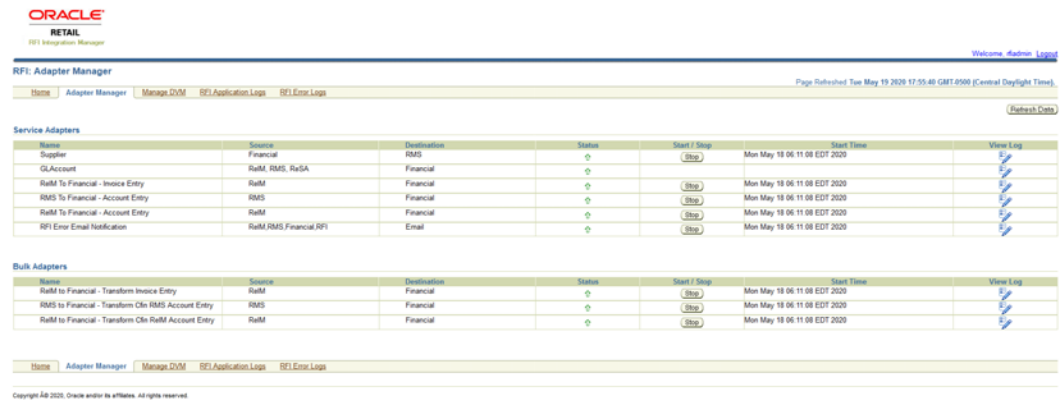 ORACLE®
RETAIL
RFI Integration Manager
Welcome, rfiadmin Logout
RFI: Adapter Manager
Page Refreshed Tue May 19 2020 17:55:40 GMT-0500 (Central Daylight Time).
Home Adapter Manager Manage DVM RFI Application Logs RFI Error Logs
Refresh Data
Service Adapters
Name Source Destination Status Start / Stop Start Time View Log
Supplier Financial RMS Stop Mon May 18 06:11:08 EDT 2020
GLAccount ReIM, RMS, ReSA Financial
ReIM To Financial - Invoice Entry ReIM Financial Stop Mon May 18 06:11:08 EDT 2020
RMS To Financial - Account Entry RMS Financial Stop Mon May 18 06:11:08 EDT 2020
ReIM To Financial - Account Entry ReIM Financial Stop Mon May 18 06:11:08 EDT 2020
RFI Error Email Notification ReIM,RMS,Financial,RFI Email Stop Mon May 18 06:11:08 EDT 2020
Bulk Adapters
Name Source Destination Status Start / Stop Start Time View Log
ReIM to Financial - Transform Invoice Entry ReIM Financial Stop Mon May 18 06:11:08 EDT 2020
RMS to Financial - Transform Cfin RMS Account Entry RMS Financial Stop Mon May 18 06:11:08 EDT 2020
ReIM to Financial - Transform Cfin ReIM Account Entry ReIM Financial Stop Mon May 18 06:11:08 EDT 2020
Home Adapter Manager Manage DVM RFI Application Logs RFI Error Logs
Copyright Â© 2020, Oracle and/or its affiliates. All rights reserved.